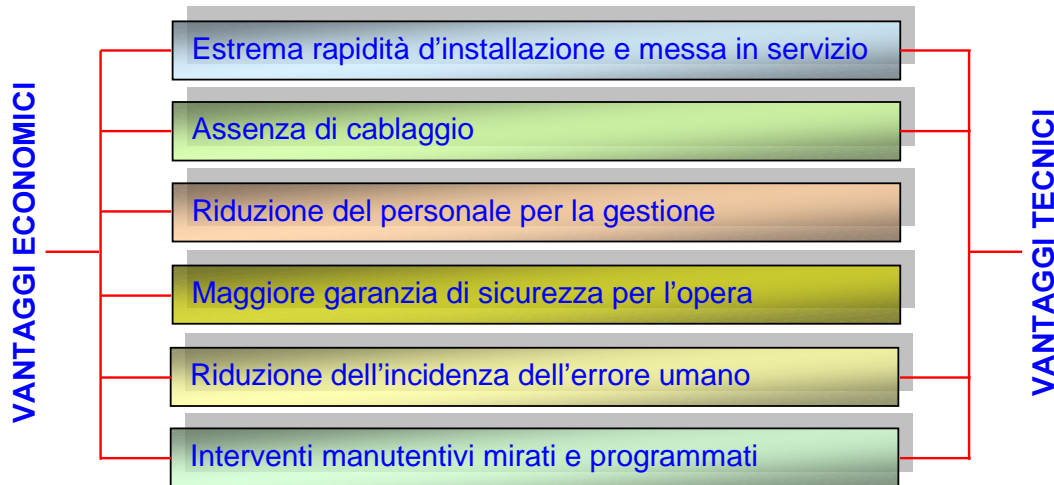 VANTAGGI ECONOMICI
Estrema rapidità d’installazione e messa in servizio
Assenza di cablaggio
Riduzione del personale per la gestione
Maggiore garanzia di sicurezza per l’opera
Riduzione dell’incidenza dell’errore umano
Interventi manutentivi mirati e programmati
VANTAGGI TECNICI